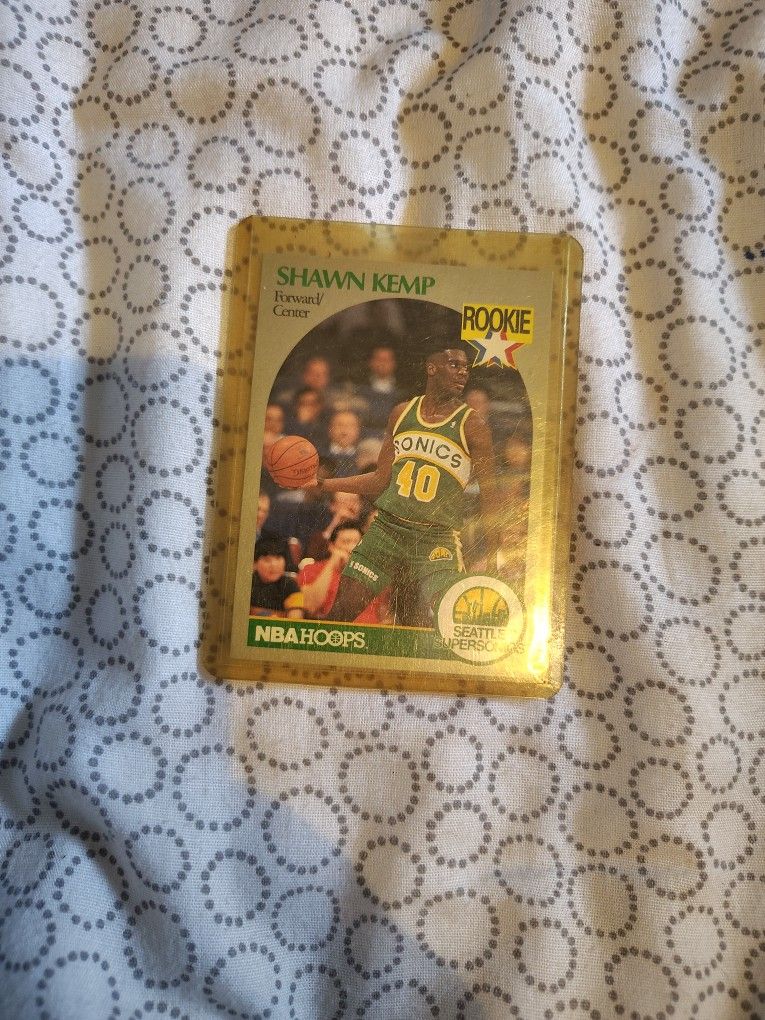 SHAWN KEMP
Forward/
Center
ROOKIE
SONICS
40
SONICS
NBA HOOPS
SEATTLE
SUPERSONICS